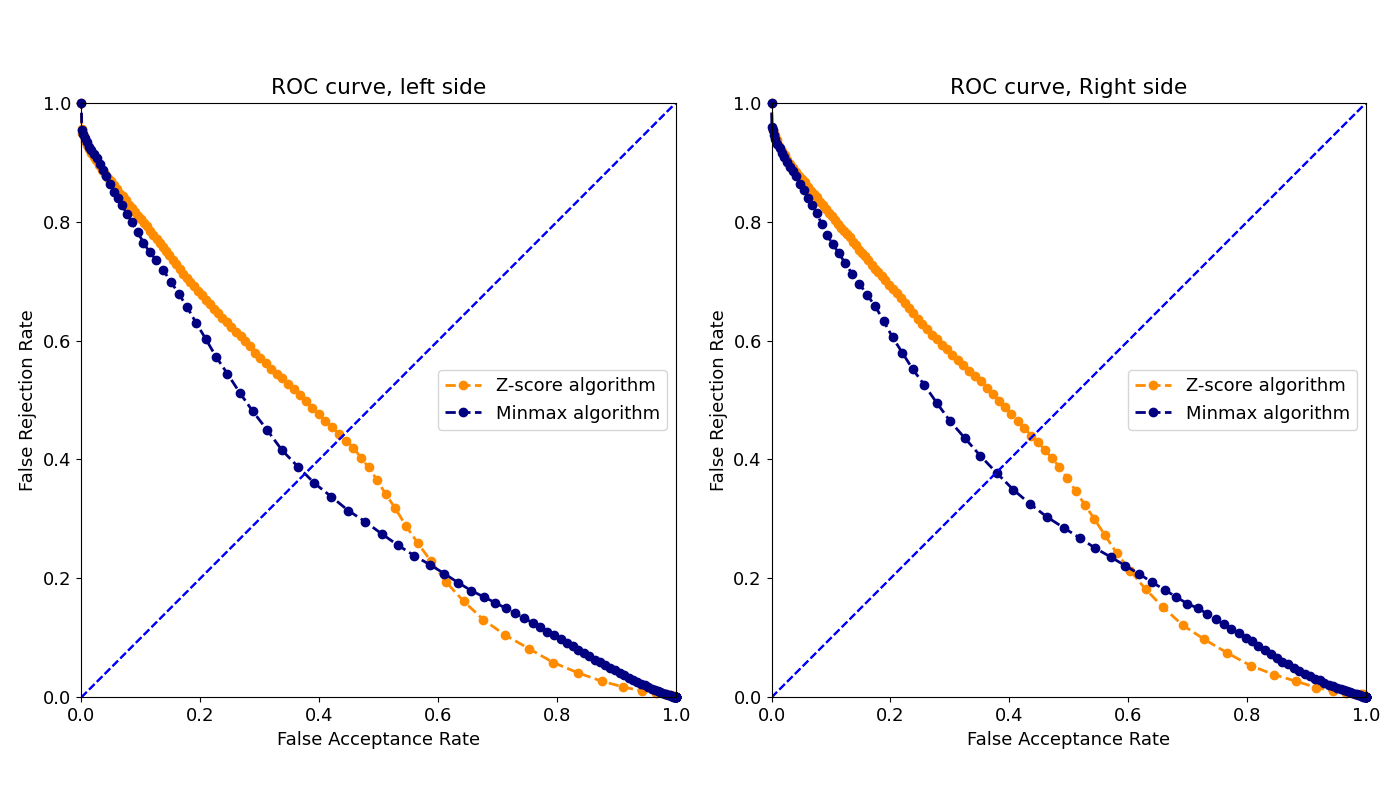 ROC curve, left side
1.0
0.8
0.6
0.4
0.2
0.0
False Rejection Rate
Z-score algorithm
Minmax algorithm
0.0 0.2 0.4 0.6 0.8 1.0
False Acceptance Rate
ROC curve, Right side
1.0
0.8
0.6
0.4
0.2
0.0
False Rejection Rate
Z-score algorithm
Minmax algorithm
0.0 0.2 0.4 0.6 0.8 1.0
False Acceptance Rate